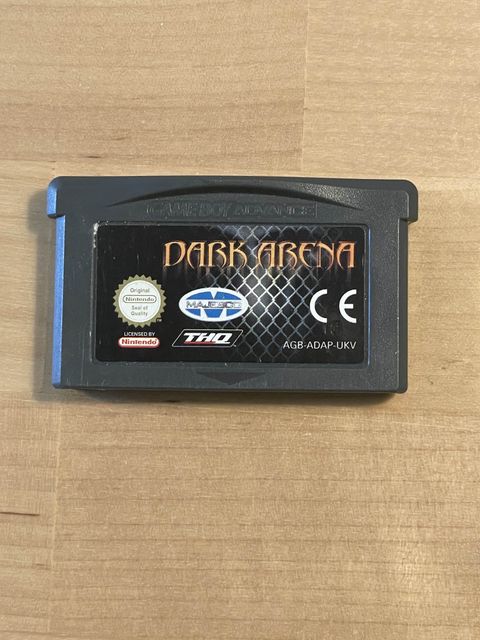 GAME BOY ADVANCE
DARK ARENA
Original
Nintendo
Seal of
Quality
LICENSED BY
Nintendo
MAJESCO
THQ
CE
AGB-ADAP-UKV